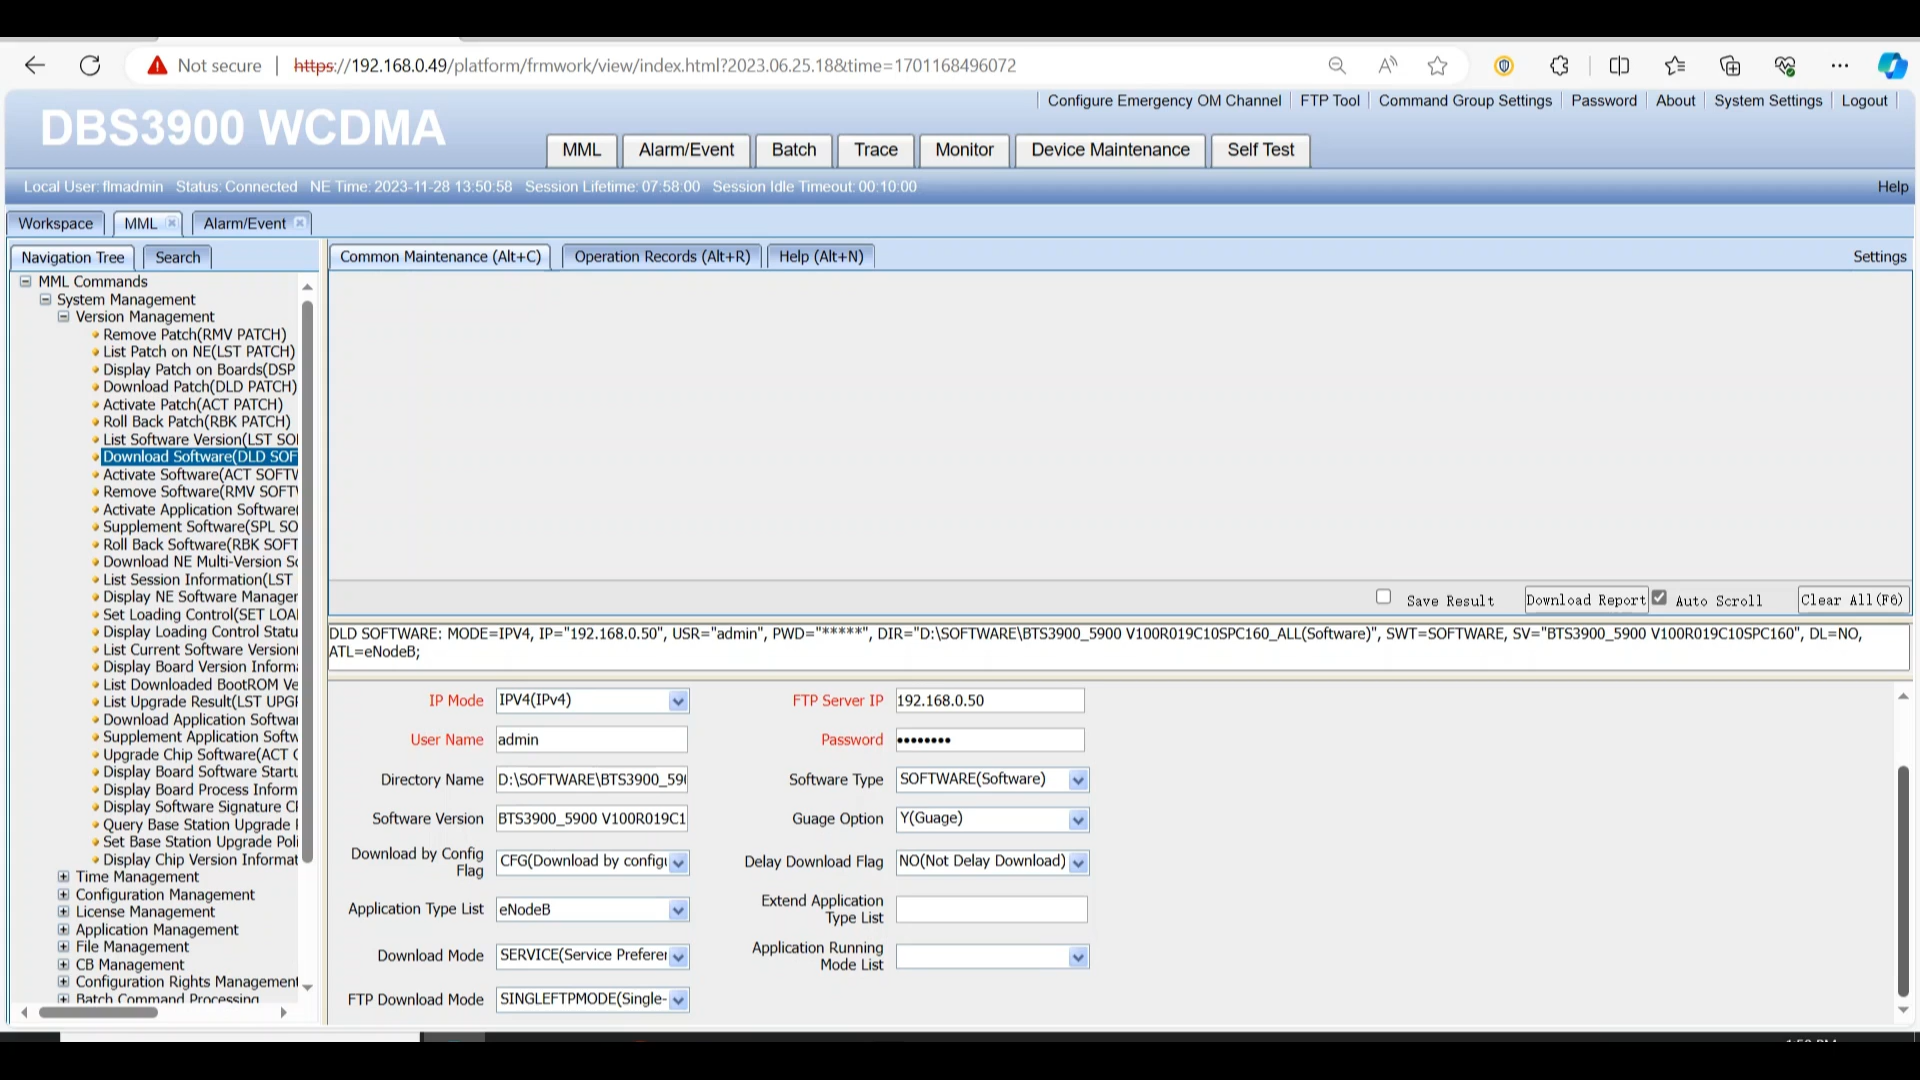 Not secure | https://192.168.0.49/platform/frmwork/view/index.html?2023.06.25.18&time=1701168496072
Configure Emergency OM Channel | FTP Tool | Command Group Settings | Password | About | System Settings | Logout
DBS3900 WCDMA
MML Alarm/Event Batch Trace Monitor Device Maintenance Self Test
Local User: flmadmin Status: Connected NE Time: 2023-11-28 13:50:58 Session Lifetime: 07:58:00 Session Idle Timeout: 00:10:00 Help
Workspace MML Alarm/Event
Navigation Tree Search
Common Maintenance (Alt+C) Operation Records (Alt+R) Help (Alt+N) Settings
MML Commands
System Management
Version Management
Remove Patch(RMV PATCH)
List Patch on NE(LST PATCH)
Display Patch on Boards(DSP
Download Patch(DLD PATCH)
Activate Patch(ACT PATCH)
Roll Back Patch(RBK PATCH)
List Software Version(LST SO
Download Software(DLD SOF
Activate Software(ACT SOFTW
Remove Software(RMV SOFTW
Activate Application Software(
Supplement Software(SPL SO
Roll Back Software(RBK SOFT
Download NE Multi-Version So
List Session Information(LST
Display NE Software Manager
Set Loading Control(SET LOA
Display Loading Control Statu
List Current Software Version(
Display Board Version Inform
List Downloaded BootROM Ve
List Upgrade Result(LST UPG
Download Application Softwa
Supplement Application Softw
Upgrade Chip Software(ACT C
Display Board Software Startu
Display Board Process Inform
Display Software Signature C
Query Base Station Upgrade
Set Base Station Upgrade Poli
Display Chip Version Informat
Time Management
Configuration Management
License Management
Application Management
File Management
CB Management
Configuration Rights Management
Batch Command Processing
Save Result Download Report Auto Scroll Clear All(F6)
DLD SOFTWARE: MODE=IPV4, IP="192.168.0.50", USR="admin", PWD="*****", DIR="D:\SOFTWARE\BTS3900_5900 V100R019C10SPC160_ALL(Software)", SWT=SOFTWARE, SV="BTS3900_5900 V100R019C10SPC160", DL=NO,
ATL=eNodeB;
IP Mode IPV4(IPv4) FTP Server IP 192.168.0.50
User Name admin Password ••••••••
Directory Name D:\SOFTWARE\BTS3900_59 Software Type SOFTWARE(Software)
Software Version BTS3900_5900 V100R019C1 Guage Option Y(Guage)
Download by Config
Flag CFG(Download by config Delay Download Flag NO(Not Delay Download)
Application Type List eNodeB Extend Application
Type List
Download Mode SERVICE(Service Preferer Application Running
Mode List
FTP Download Mode SINGLEFTPMODE(Single-